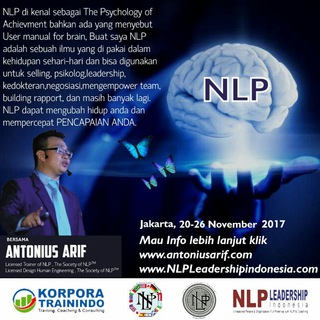 NLP di kenal sebagai The Psychology of
Achievment bahkan ada yang menyebut
User manual for brain, Buat saya NLP
adalah sebuah ilmu yang di pakai dalam
kehidupan sehari-hari dan bisa digunakan
untuk selling, psikolog,leadership,
kedokteran,negosiasi,mengempower team,
building rapport, dan masih banyak lagi.
NLP dapat mengubah hidup anda dan
mempercepat PENCAPAIAN ANDA.
NLP
BERSAMA
ANTONIUS ARIF
Licensed Trainer of NLP , The Society of NLP™
Licensed Design Human Engineering , The Society of NLP™
Jakarta, 20-26 November 2017
Mau Info lebih lanjut klik
www.antoniusarif.com
www.NLPLeadershipindonesia.com
KORPORA
TRAININDO
Training, Coaching & Consulting
NLP LEADERSHIP
Indonesia